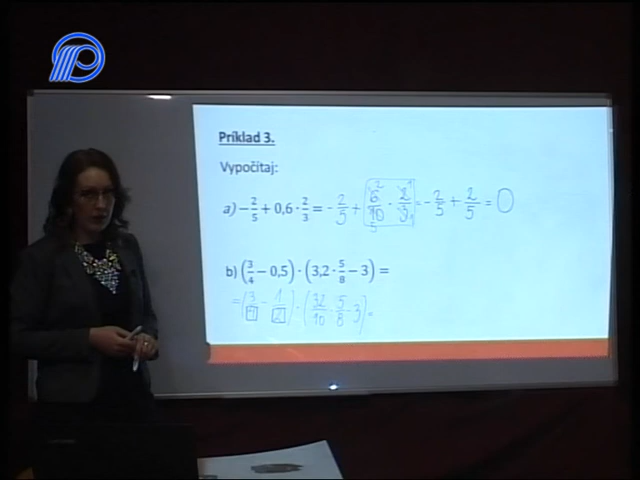 Príklad 3.
Vypočítaj:
a) −2/5 + 0,6 · 2/3 = -2/5 + 6/10 · 2/3 = -2/5 + 2/5 = 0
b) (3/4 − 0,5) · (3,2 · 5/8 − 3) =
= (3/4 - 1/2) · (32/10 · 5/8 - 3) =